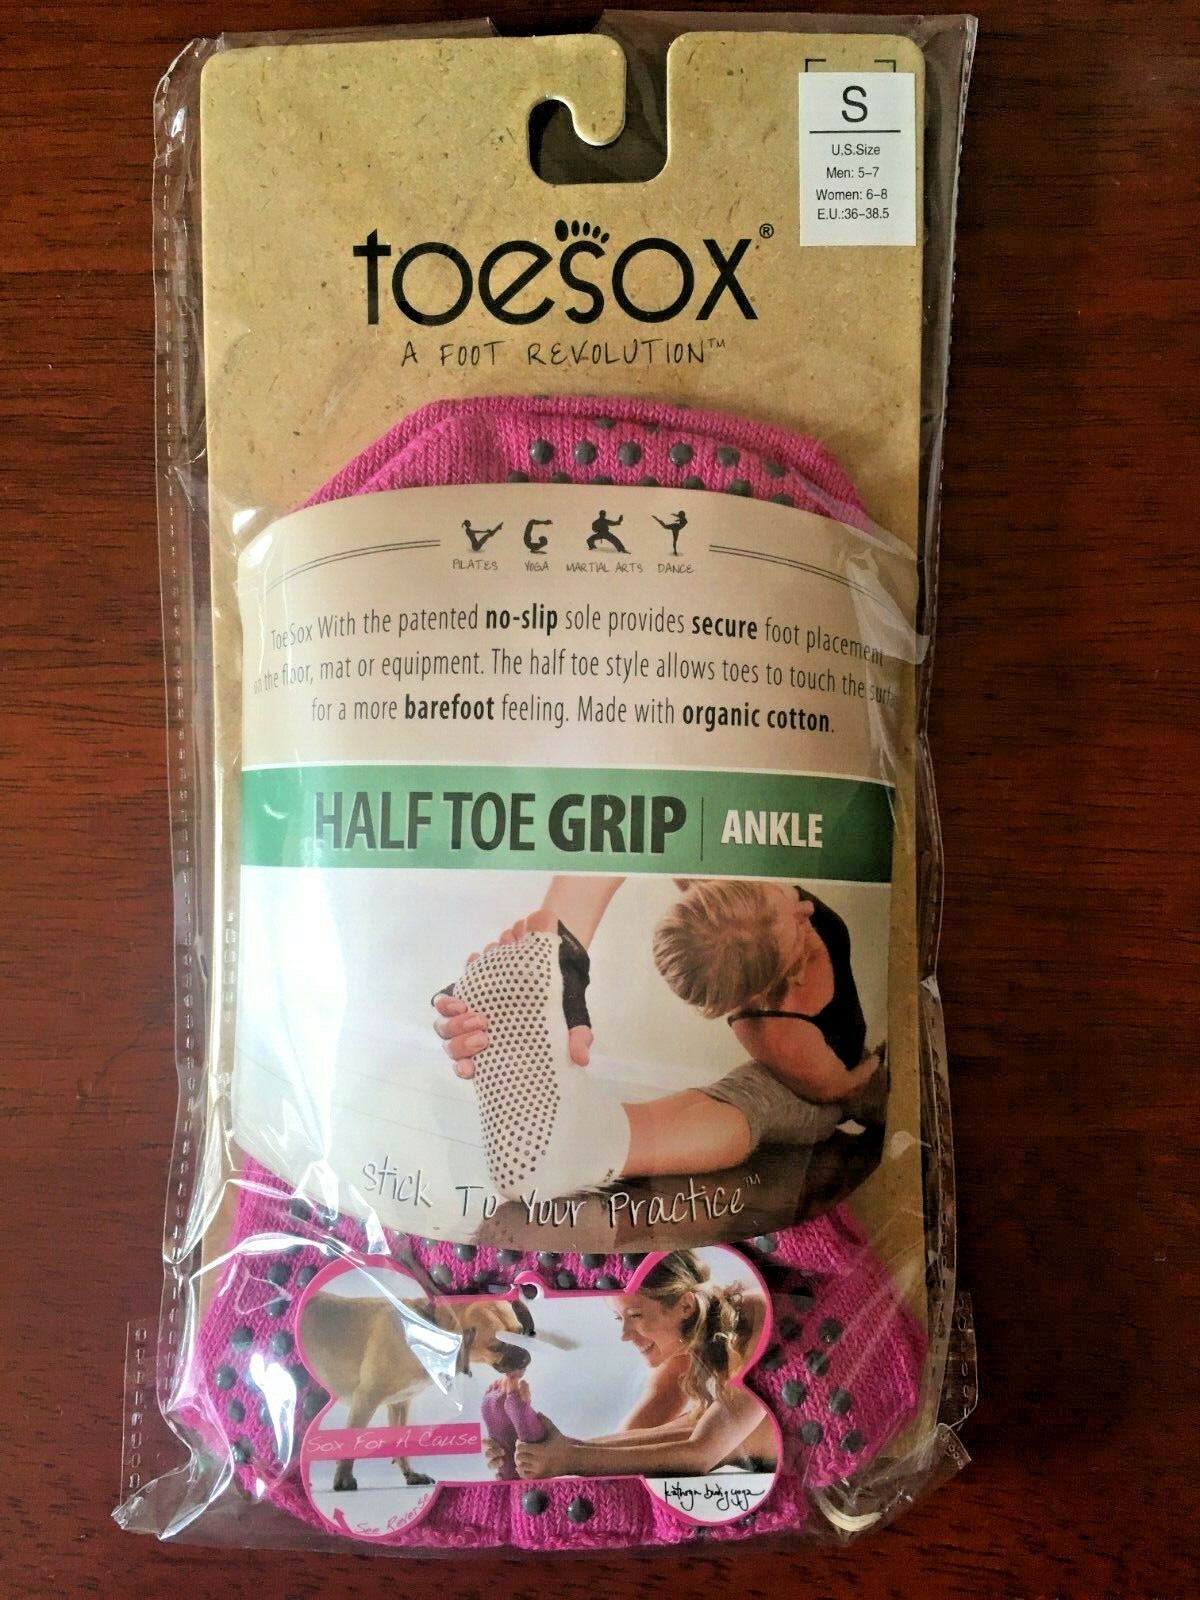 S
U.S.Size
Men: 5-7
Women: 6-8
E.U.:36-38.5
toesox®
A FOOT REVOLUTION™
PILATES YOGA MARTIAL ARTS DANCE
ToeSox With the patented no-slip sole provides secure foot placement
on the floor, mat or equipment. The half toe style allows toes to touch the
for a more barefoot feeling. Made with organic cotton.
HALF TOE GRIP | ANKLE
Stick To Your Practice™
Sox For A Cause
See Reverse
kathryn budig yoga